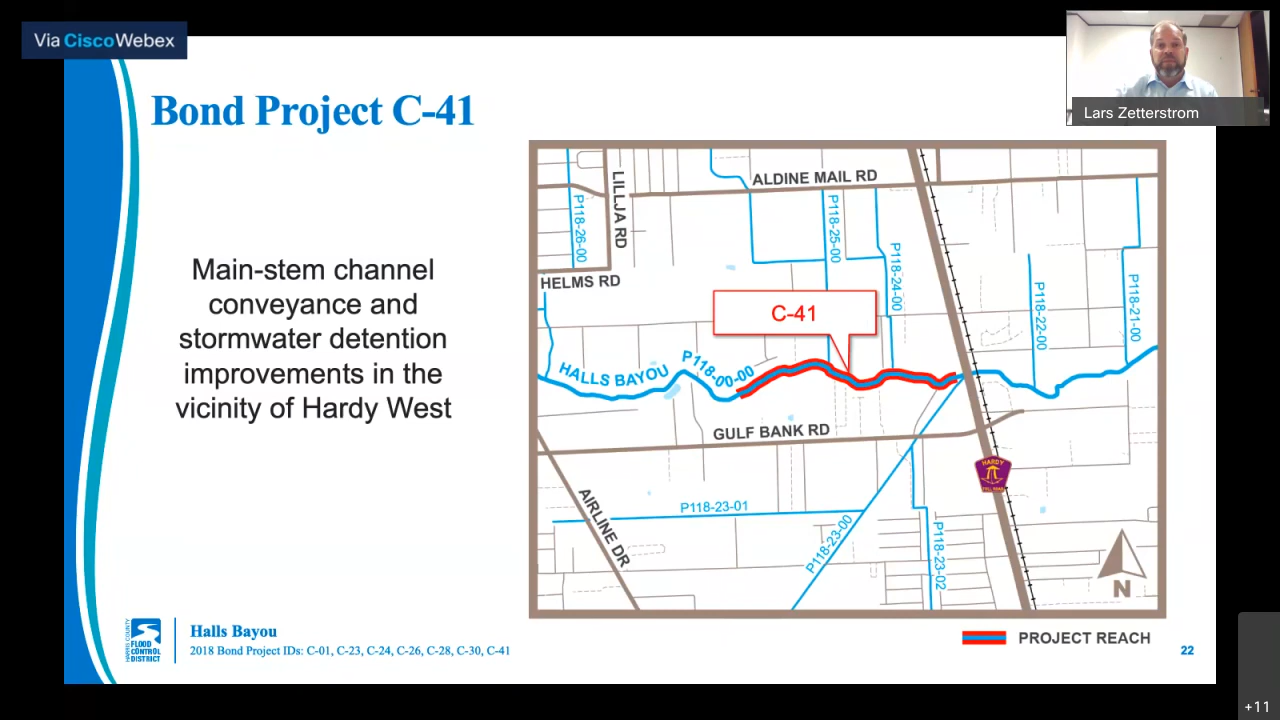 Via CiscoWebex
Lars Zetterstrom
Bond Project C-41
Main-stem channel
conveyance and
stormwater detention
improvements in the
vicinity of Hardy West
ALDINE MAIL RD
LILLJA RD
P118-26-00
P118-25-00
P118-24-00
HELMS RD
C-41
P118-22-00
P118-21-00
HALLS BAYOU
P118-00-00
GULF BANK RD
HARDY
AIRLINE DR
P118-23-01
P118-23-00
P118-23-02
N
PROJECT REACH
HARRIS COUNTY
FLOOD
CONTROL
DISTRICT
Halls Bayou
2018 Bond Project IDs: C-01, C-23, C-24, C-26, C-28, C-30, C-41
22
+11